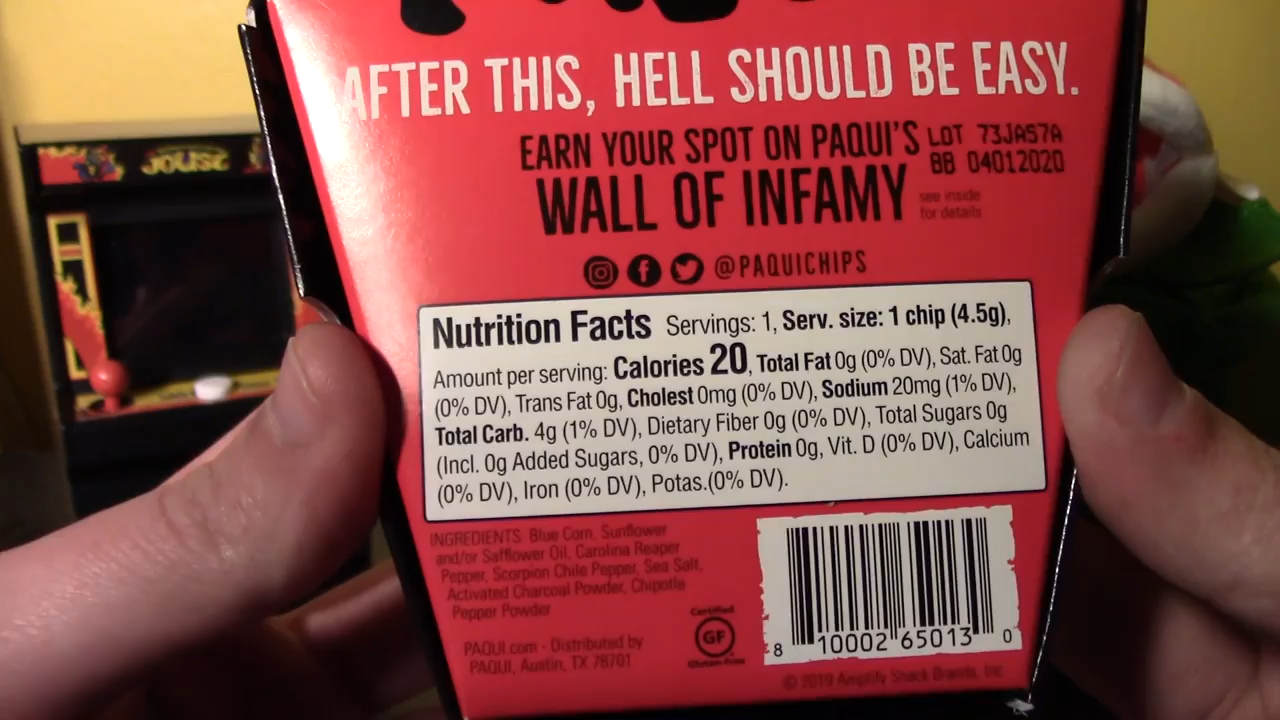 JOUST
AFTER THIS, HELL SHOULD BE EASY.
EARN YOUR SPOT ON PAQUI'S
WALL OF INFAMY
LOT 73JAS7A
BB 04012020
see inside
for details
@PAQUICHIPS
Nutrition Facts Servings: 1, Serv. size: 1 chip (4.5g),
Amount per serving: Calories 20, Total Fat 0g (0% DV), Sat. Fat 0g
(0% DV), Trans Fat 0g, Cholest 0mg (0% DV), Sodium 20mg (1% DV),
Total Carb. 4g (1% DV), Dietary Fiber 0g (0% DV), Total Sugars 0g
(Incl. 0g Added Sugars, 0% DV), Protein 0g, Vit. D (0% DV), Calcium
(0% DV), Iron (0% DV), Potas.(0% DV).
INGREDIENTS: Blue Corn, Sunflower
and/or Safflower Oil, Carolina Reaper
Pepper, Scorpion Chile Pepper, Sea Salt,
Activated Charcoal Powder, Chipotle
Pepper Powder
PAQUI.com - Distributed by
PAQUI, Austin, TX 78701
Certified
GF
Gluten-Free
8 10002 65013 0
© 2019 Amplify Snack Brands, Inc